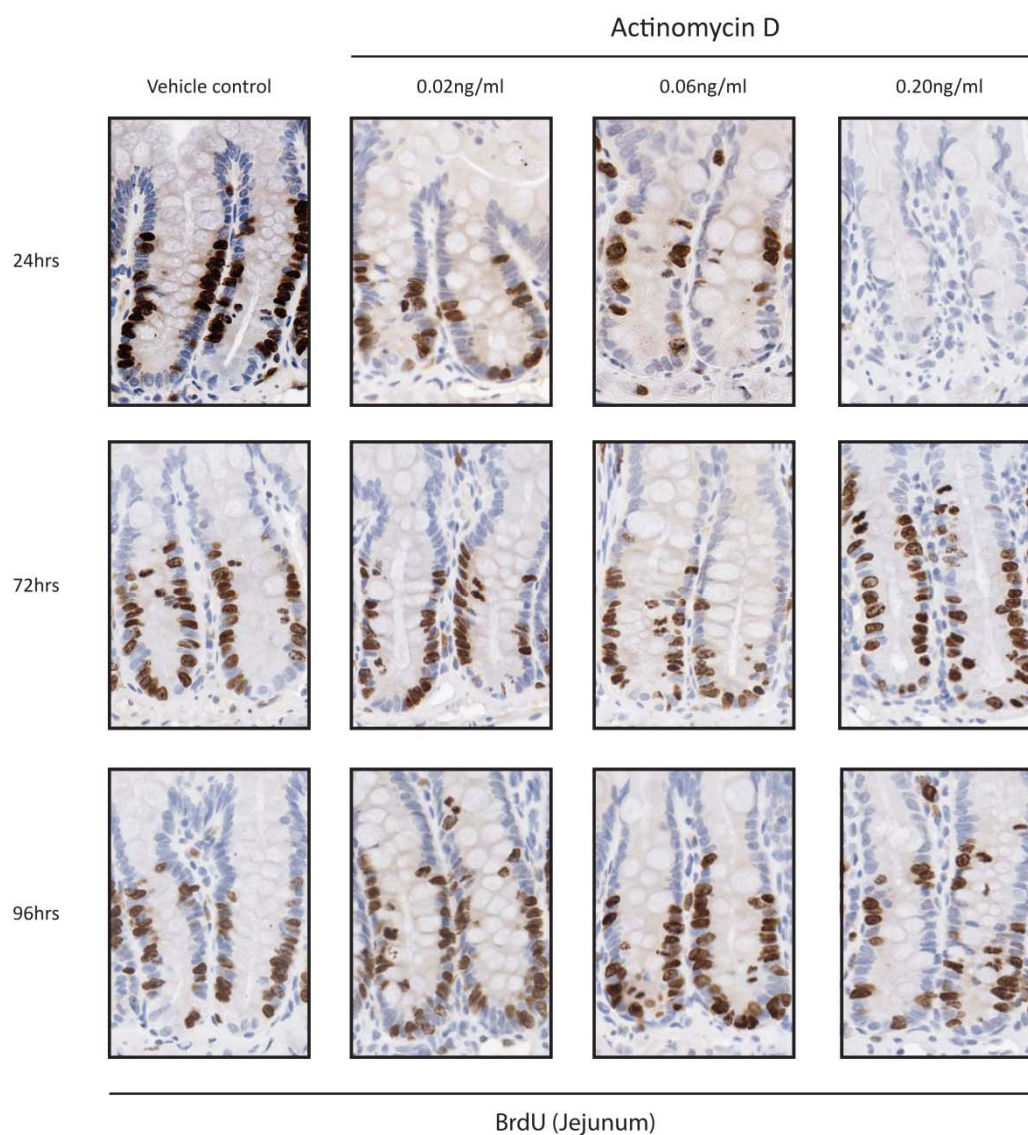 Actinomycin D
Vehicle control 0.02ng/ml 0.06ng/ml 0.20ng/ml
24hrs
72hrs
96hrs
BrdU (Jejunum)